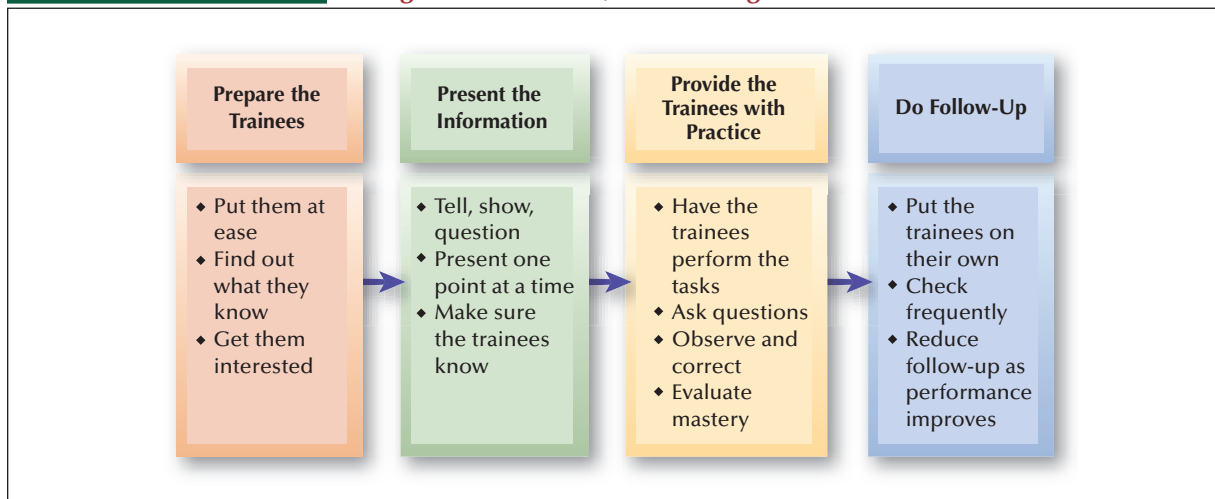 Prepare the
Trainees
◆ Put them at
ease
◆ Find out
what they
know
◆ Get them
interested
Present the
Information
◆ Tell, show,
question
◆ Present one
point at a time
◆ Make sure
the trainees
know
Provide the
Trainees with
Practice
◆ Have the
trainees
perform the
tasks
◆ Ask questions
◆ Observe and
correct
◆ Evaluate
mastery
Do Follow-Up
◆ Put the
trainees on
their own
◆ Check
frequently
◆ Reduce
follow-up as
performance
improves